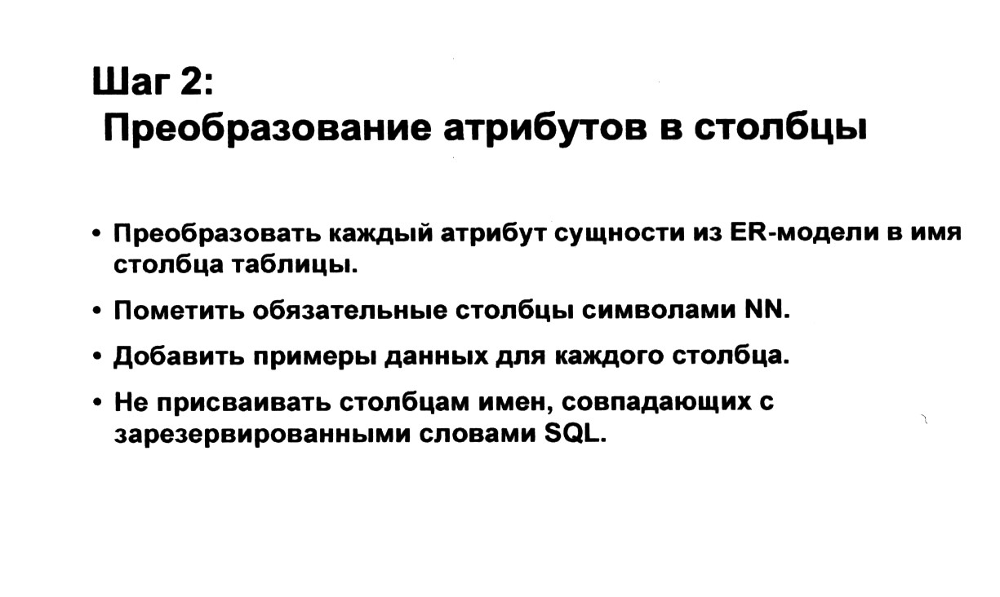 Шаг 2:
Преобразование атрибутов в столбцы
• Преобразовать каждый атрибут сущности из ER-модели в имя
столбца таблицы.
• Пометить обязательные столбцы символами NN.
• Добавить примеры данных для каждого столбца.
• Не присваивать столбцам имен, совпадающих с
зарезервированными словами SQL.